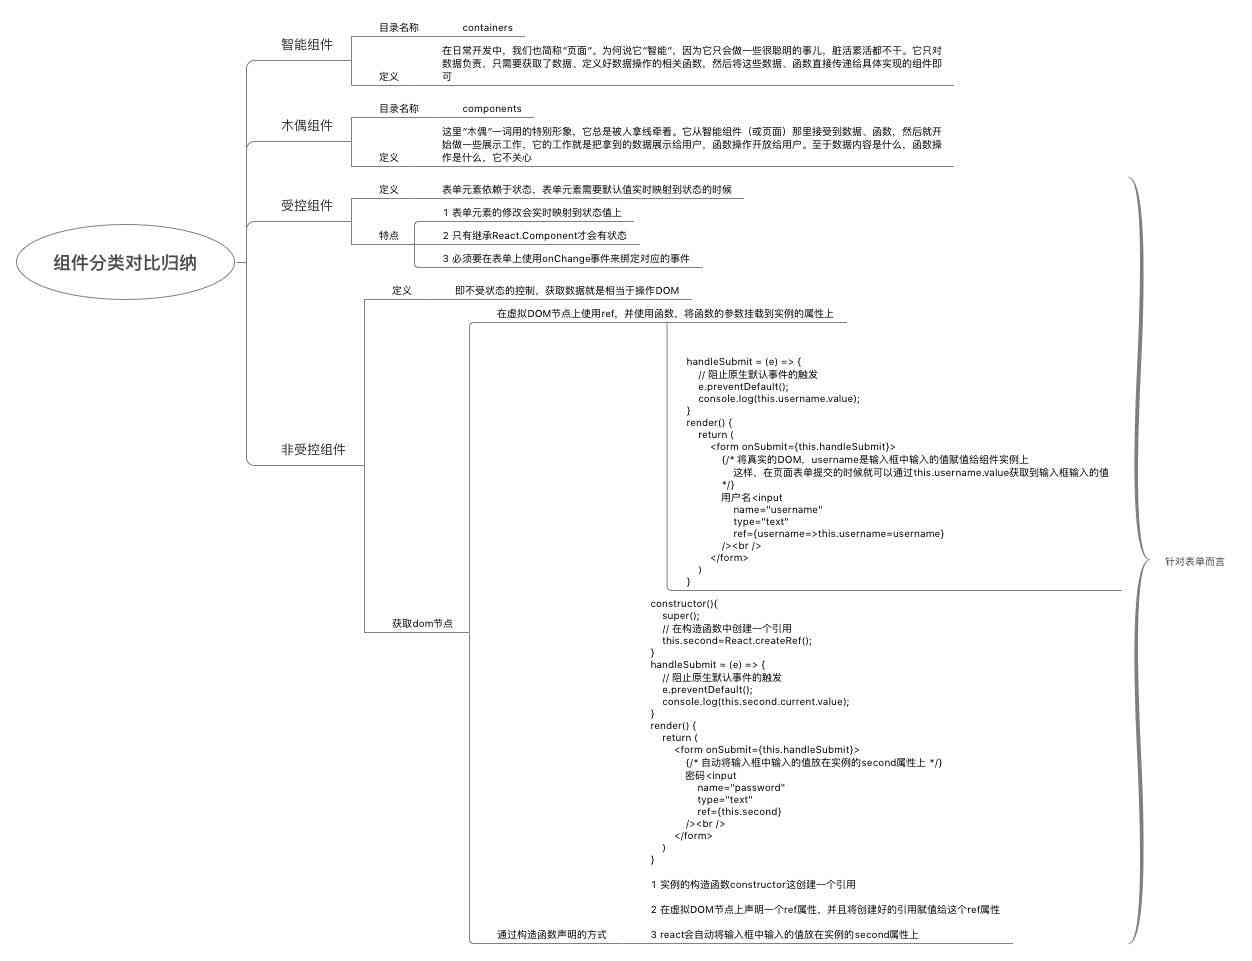 组件分类对比归纳
智能组件
目录名称
containers
定义
在日常开发中，我们也简称“页面”。为何说它“智能”，因为它只会做一些很聪明的事儿，脏活累活都不干。它只对
数据负责，只需要获取了数据、定义好数据操作的相关函数，然后将这些数据、函数直接传递给具体实现的组件即
可
木偶组件
目录名称
components
定义
这里“木偶”一词用的特别形象，它总是被人拿线牵着。它从智能组件（或页面）那里接受到数据、函数，然后就开
始做一些展示工作，它的工作就是把拿到的数据展示给用户，函数操作开放给用户。至于数据内容是什么，函数操
作是什么，它不关心
受控组件
定义
表单元素依赖于状态，表单元素需要默认值实时映射到状态的时候
特点
1 表单元素的修改会实时映射到状态值上
2 只有继承React.Component才会有状态
3 必须要在表单上使用onChange事件来绑定对应的事件
非受控组件
定义
即不受状态的控制，获取数据就是相当于操作DOM
获取dom节点
在虚拟DOM节点上使用ref，并使用函数，将函数的参数挂载到实例的属性上
handleSubmit = (e) => {
// 阻止原生默认事件的触发
e.preventDefault();
console.log(this.username.value);
}
render() {
return (
<form onSubmit={this.handleSubmit}>
{/* 将真实的DOM，username是输入框中输入的值赋值给组件实例上
这样，在页面表单提交的时候就可以通过this.username.value获取到输入框输入的值
*/}
用户名<input
name="username"
type="text"
ref={username=>this.username=username}
/><br />
</form>
)
}
通过构造函数声明的方式
constructor(){
super();
// 在构造函数中创建一个引用
this.second=React.createRef();
}
handleSubmit = (e) => {
// 阻止原生默认事件的触发
e.preventDefault();
console.log(this.second.current.value);
}
render() {
return (
<form onSubmit={this.handleSubmit}>
{/* 自动将输入框中输入的值放在实例的second属性上 */}
密码<input
name="password"
type="text"
ref={this.second}
/><br />
</form>
)
}
1 实例的构造函数constructor这创建一个引用
2 在虚拟DOM节点上声明一个ref属性，并且将创建好的引用赋值给这个ref属性
3 react会自动将输入框中输入的值放在实例的second属性上
针对表单而言